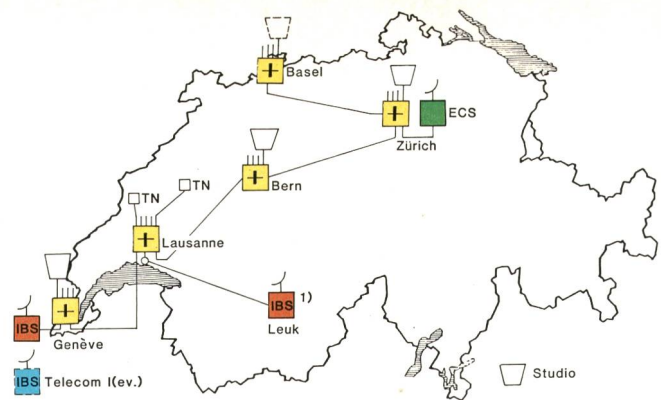 Basel
ECS
Zürich
Bern
TN
TN
Lausanne
IBS 1)
Leuk
IBS
Genève
IBS Telecom I(ev.)
Studio